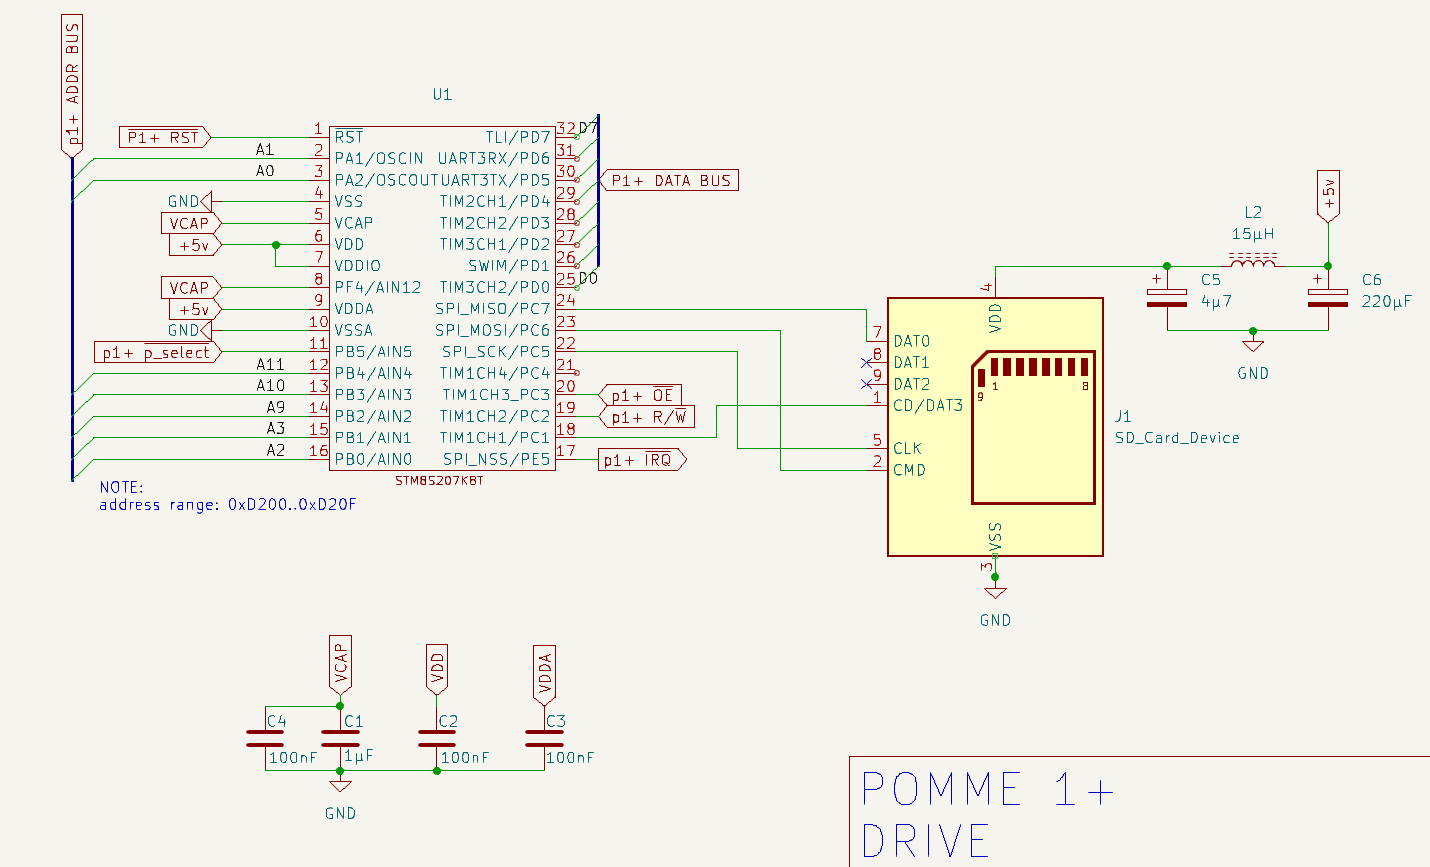 p1+ ADDR BUS
U1
P1+ RST
A1
A0
GND
VCAP
+5v
VCAP
+5v
GND
p1+ p_select
A11
A10
A9
A3
A2
1 RST TLI/PD7 32 D7
2 PA1/OSCIN UART3RX/PD6 31
3 PA2/OSCOUT UART3TX/PD5 30
4 VSS TIM2CH1/PD4 29
5 VCAP TIM2CH2/PD3 28
6 VDD TIM3CH1/PD2 27
7 VDDIO SWIM/PD1 26
8 PF4/AIN12 TIM3CH2/PD0 25 D0
9 VDDA SPI_MISO/PC7 24
10 VSSA SPI_MOSI/PC6 23
11 PB5/AIN5 SPI_SCK/PC5 22
12 PB4/AIN4 TIM1CH4/PC4 21
13 PB3/AIN3 TIM1CH3_PC3 20
14 PB2/AIN2 TIM1CH2/PC2 19
15 PB1/AIN1 TIM1CH1/PC1 18
16 PB0/AIN0 SPI_NSS/PE5 17
STM8S207K8T
P1+ DATA BUS
p1+ OE
p1+ R/W
p1+ IRQ
NOTE:
address range: 0xD200..0xD20F
4
VDD
7 DAT0
8 DAT1
9 DAT2
1 CD/DAT3
5 CLK
2 CMD
1 8
9
VSS
3
GND
J1
SD_Card_Device
+5v
L2
15µH
+ C5
4µ7
+ C6
220µF
GND
VCAP
VDD
VDDA
C4
100nF
C1
1µF
C2
100nF
C3
100nF
GND
POMME 1+
DRIVE